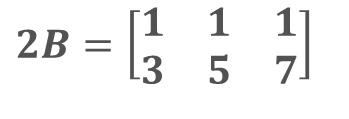 2B = [1 1 1
3 5 7]